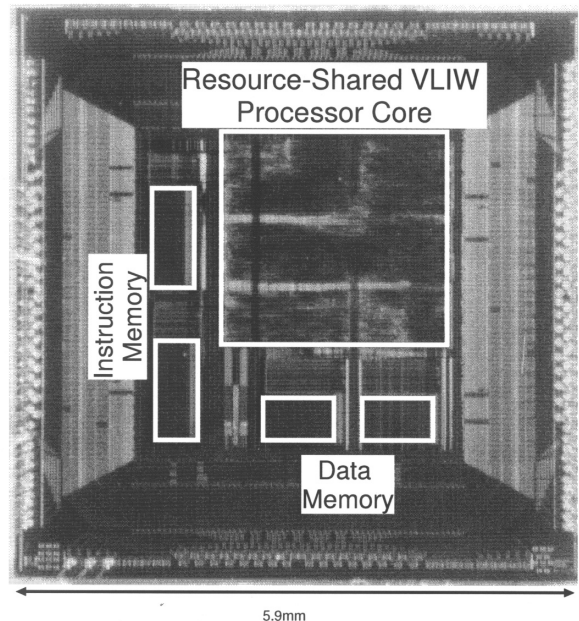 Resource-Shared VLIW
Processor Core
Instruction
Memory
Data
Memory
5.9mm